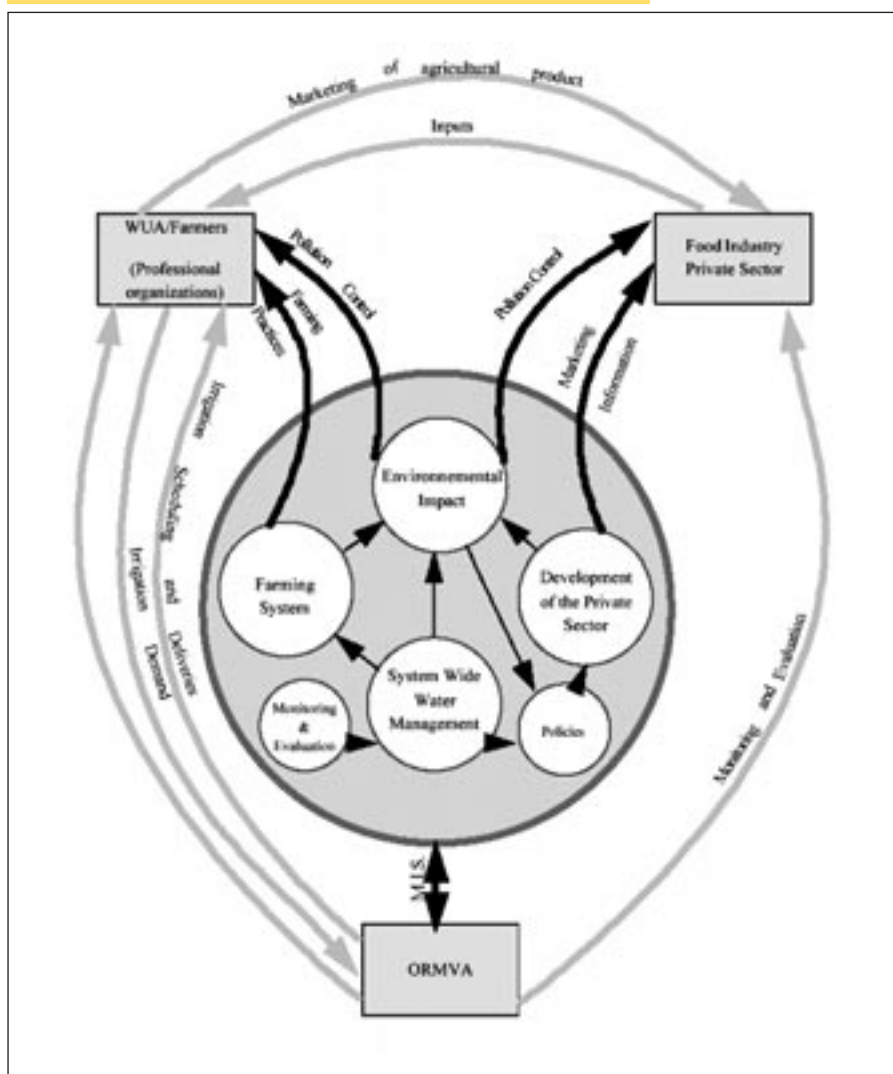 Marketing of agricultural product
Inputs
WUA/Farmers
(Professional
organizations)
Food Industry
Private Sector
Pollution Control
Farming
Practices
Pollution Control
Marketing
Information
Environnemental
Impact
Farming
System
Development
of the Private
Sector
System Wide
Water
Management
Monitoring
&
Evaluation
Policies
Irrigation Scheduling and Deliveries
Irrigation Demand
Monitoring and Evaluation
M.I.S.
ORMVA